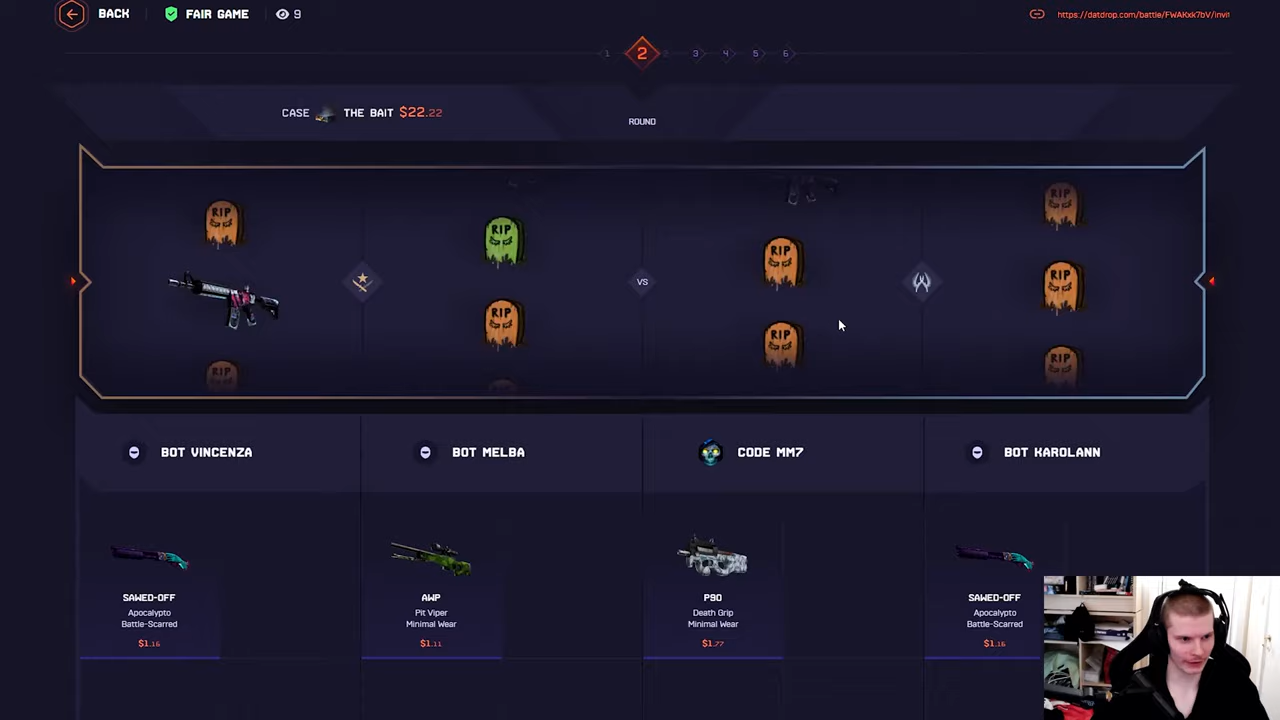 BACK
FAIR GAME
9
https://datdrop.com/battle/FWAKxk7bV/invit
1 2 3 4 5 6
CASE THE BAIT $22.22
ROUND
RIP
RIP
RIP
RIP
RIP
RIP
RIP
RIP
RIP
VS
BOT VINCENZA
BOT MELBA
CODE MM7
BOT KAROLANN
SAWED-OFF
Apocalypto
Battle-Scarred
$1.16
AWP
Pit Viper
Minimal Wear
$1.11
P90
Death Grip
Minimal Wear
$1.77
SAWED-OFF
Apocalypto
Battle-Scarred
$1.16